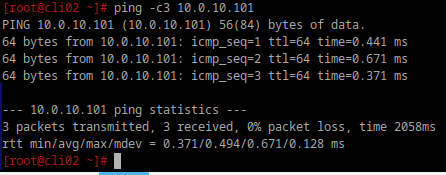 [root@cli02 ~]# ping -c3 10.0.10.101
PING 10.0.10.101 (10.0.10.101) 56(84) bytes of data.
64 bytes from 10.0.10.101: icmp_seq=1 ttl=64 time=0.441 ms
64 bytes from 10.0.10.101: icmp_seq=2 ttl=64 time=0.671 ms
64 bytes from 10.0.10.101: icmp_seq=3 ttl=64 time=0.371 ms
--- 10.0.10.101 ping statistics ---
3 packets transmitted, 3 received, 0% packet loss, time 2058ms
rtt min/avg/max/mdev = 0.371/0.494/0.671/0.128 ms
[root@cli02 ~]#